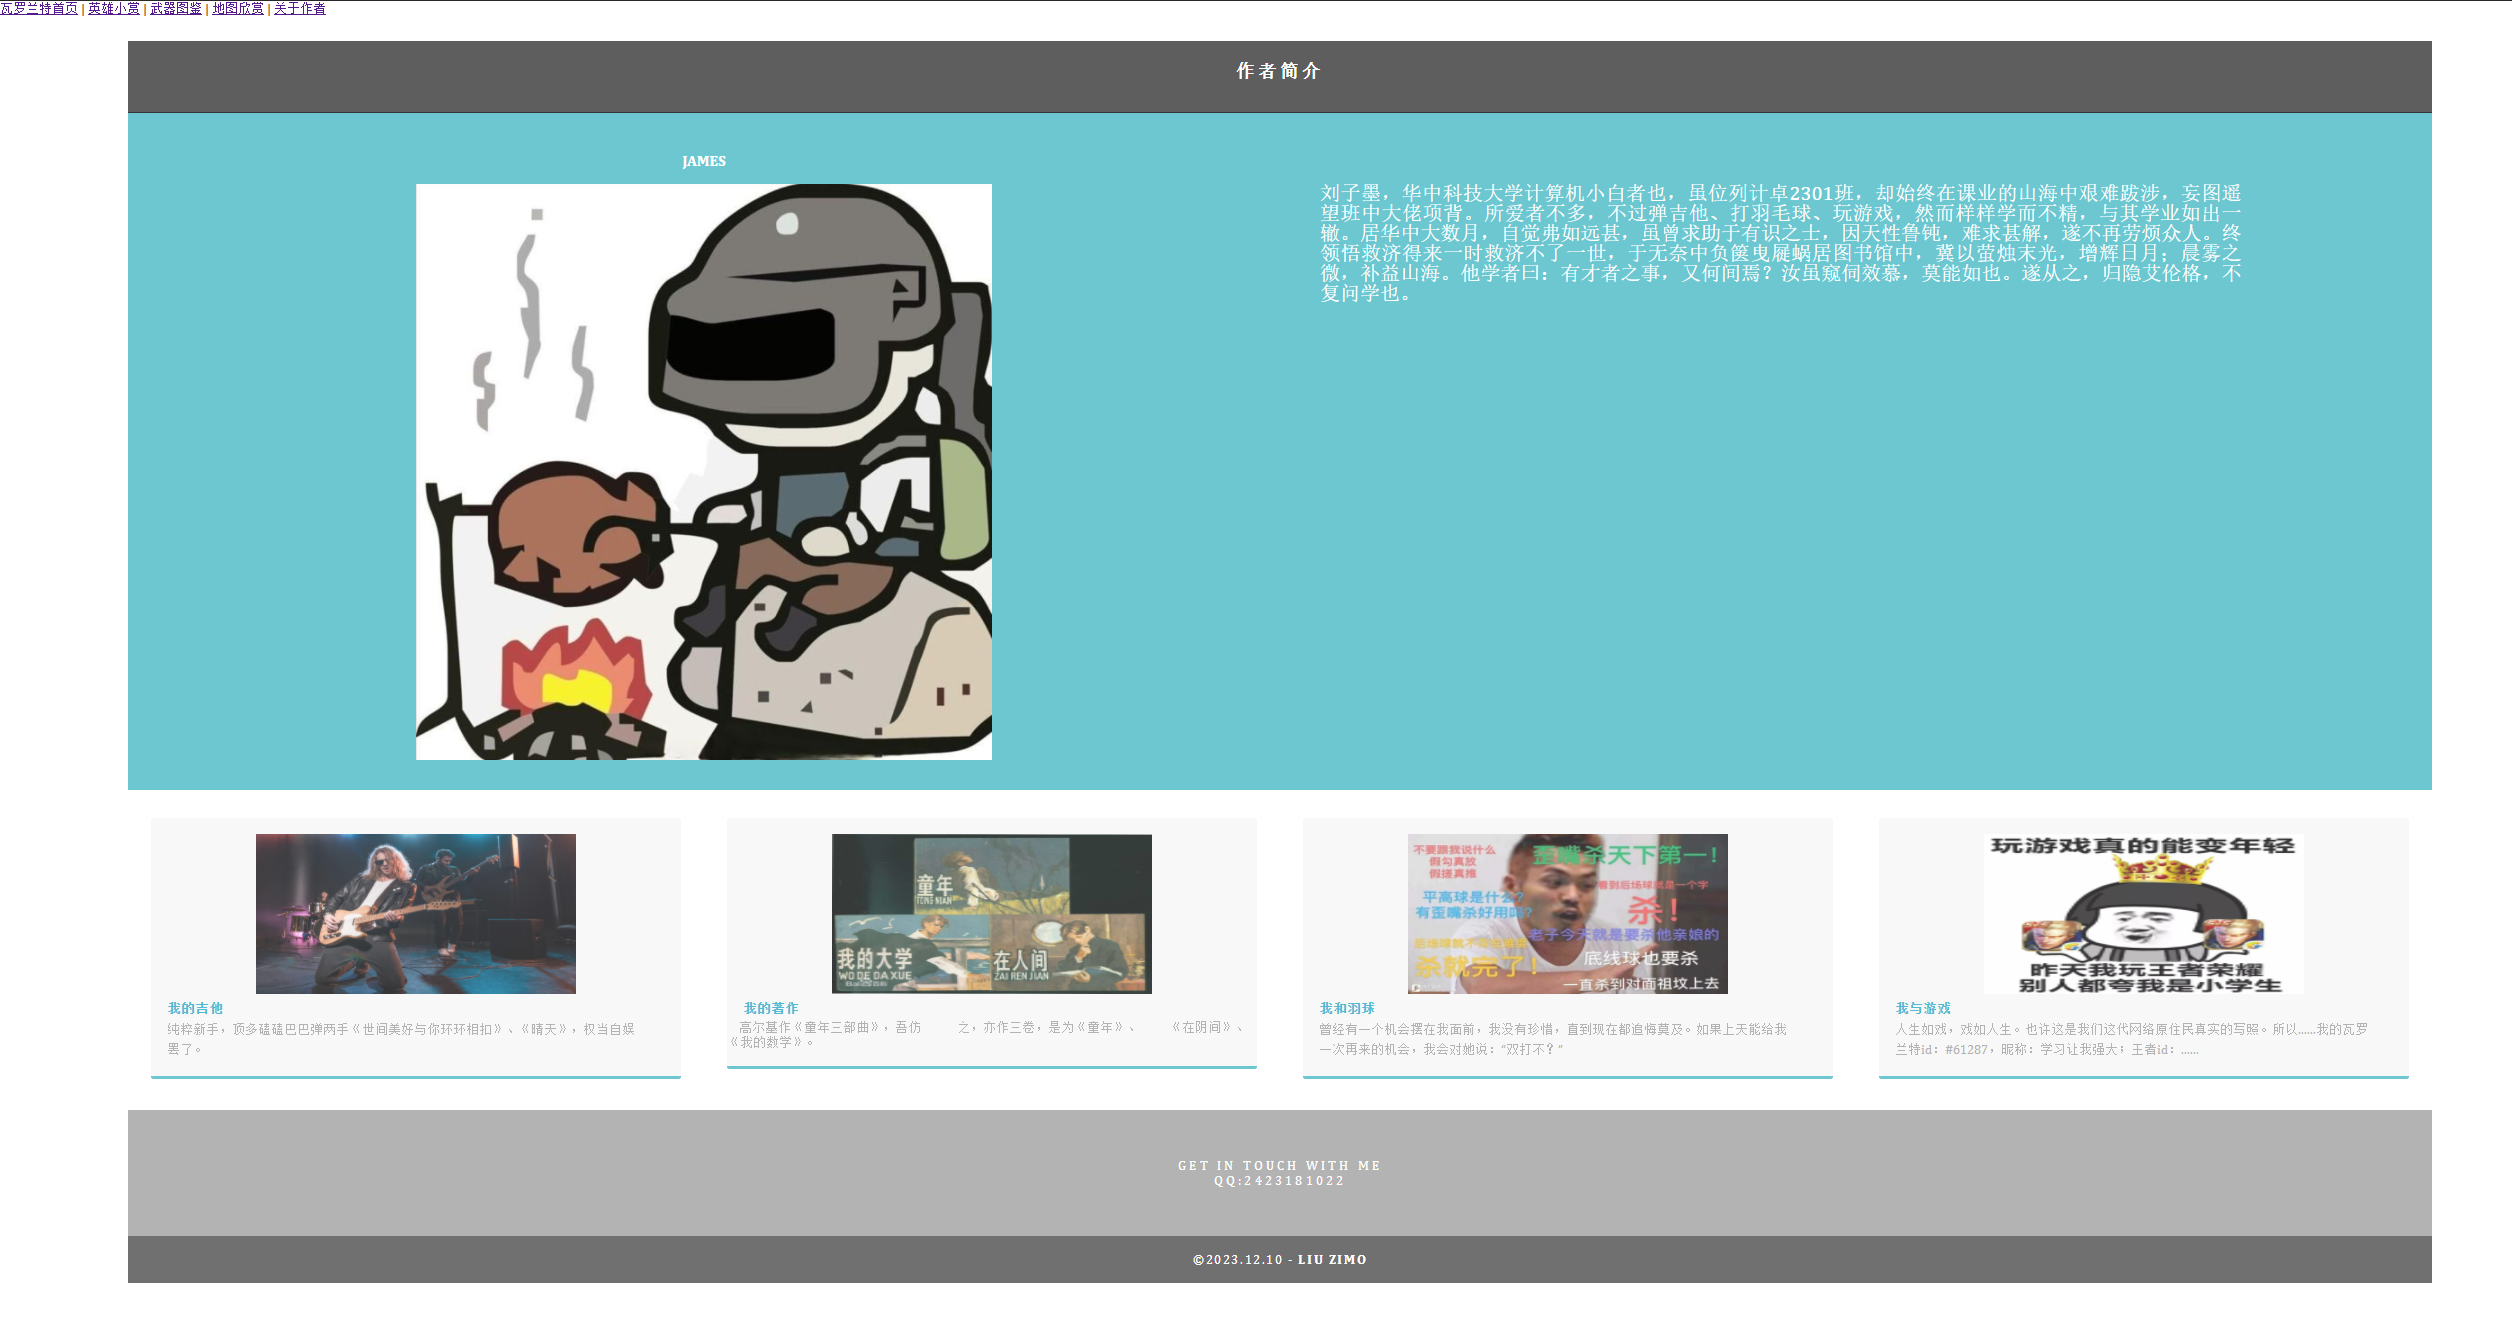 瓦罗兰特首页 | 英雄小赏 | 武器图鉴 | 地图欣赏 | 关于作者
作者简介
JAMES
刘子墨，华中科技大学计算机小白者也，虽位列计卓2301班，却始终在课业的山海中艰难跋涉，妄图遥
望班中大佬项背。所爱者不多，不过弹吉他、打羽毛球、玩游戏，然而样样学而不精，与其学业如出一
辙。居华中大数月，自觉弗如远甚，虽曾求助于有识之士，因天性鲁钝，难求甚解，遂不再劳烦众人。终
领悟救济得来一时救济不了一世，于无奈中负箧曳屣蜗居图书馆中，冀以萤烛末光，增辉日月；晨雾之
微，补益山海。他学者曰：有才者之事，又何间焉？汝虽窥伺效慕，莫能如也。遂从之，归隐艾伦格，不
复问学也。
我的吉他
纯粹新手，顶多磕磕巴巴弹两手《世间美好与你环环相扣》、《晴天》，权当自娱
罢了。
童年
TONG NIAN
我的大学
WO DE DA XUE
在人间
ZAI REN JIAN
我的著作
高尔基作《童年三部曲》，吾仿 之，亦作三卷，是为《童年》、 《在阴间》、
《我的数学》。
不要跟我说什么
假勾真放
假搓真推
歪嘴杀天下第一！
看到后场球就是一个字
杀！
平高球是什么？
有歪嘴杀好用吗？
老子今天就是要杀他亲娘的
杀就完了！
底线球也要杀
一直杀到对面祖坟上去
我和羽球
曾经有一个机会摆在我面前，我没有珍惜，直到现在都追悔莫及。如果上天能给我
一次再来的机会，我会对她说：“双打不？”
玩游戏真的能变年轻
昨天我玩王者荣耀
别人都夸我是小学生
我与游戏
人生如戏，戏如人生。也许这是我们这代网络原住民真实的写照。所以......我的瓦罗
兰特id：#61287，昵称：学习让我强大；王者id：......
GET IN TOUCH WITH ME
QQ:2423181022
©2023.12.10 - LIU ZIMO